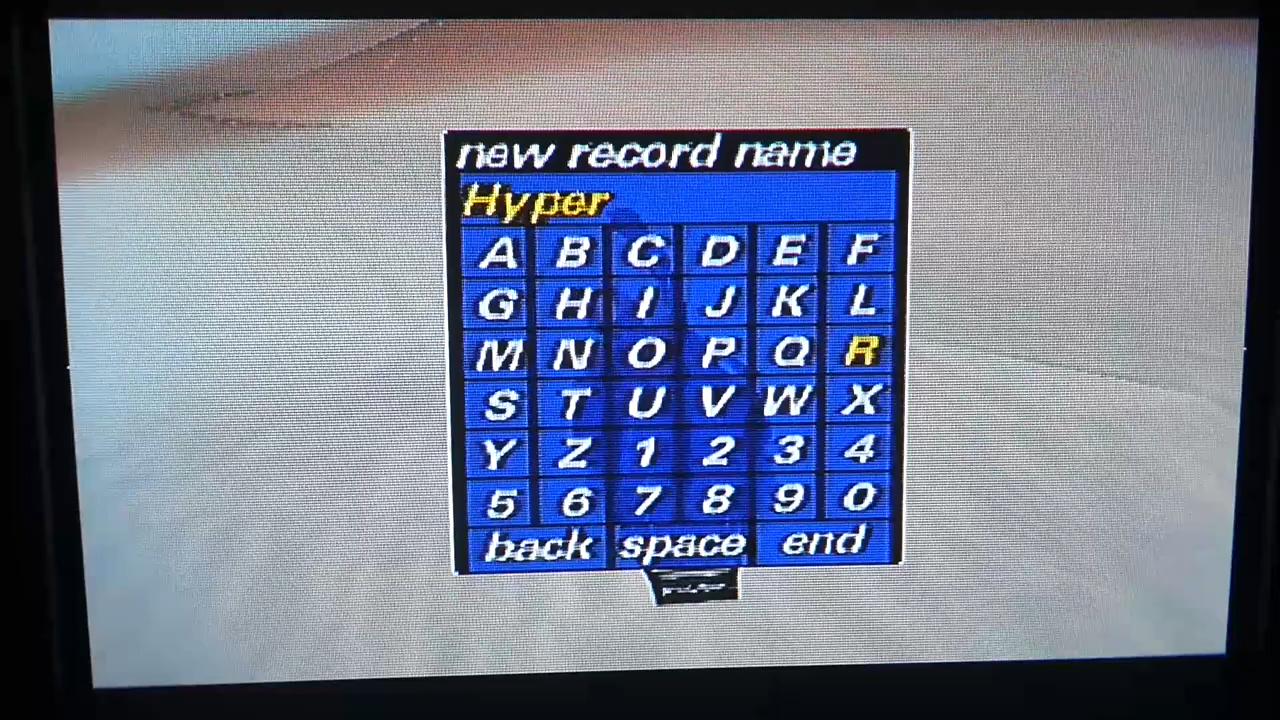 new record name
Hyper
A B C D E F
G H I J K L
M N O P Q R
S T U V W X
Y Z 1 2 3 4
5 6 7 8 9 0
back space end